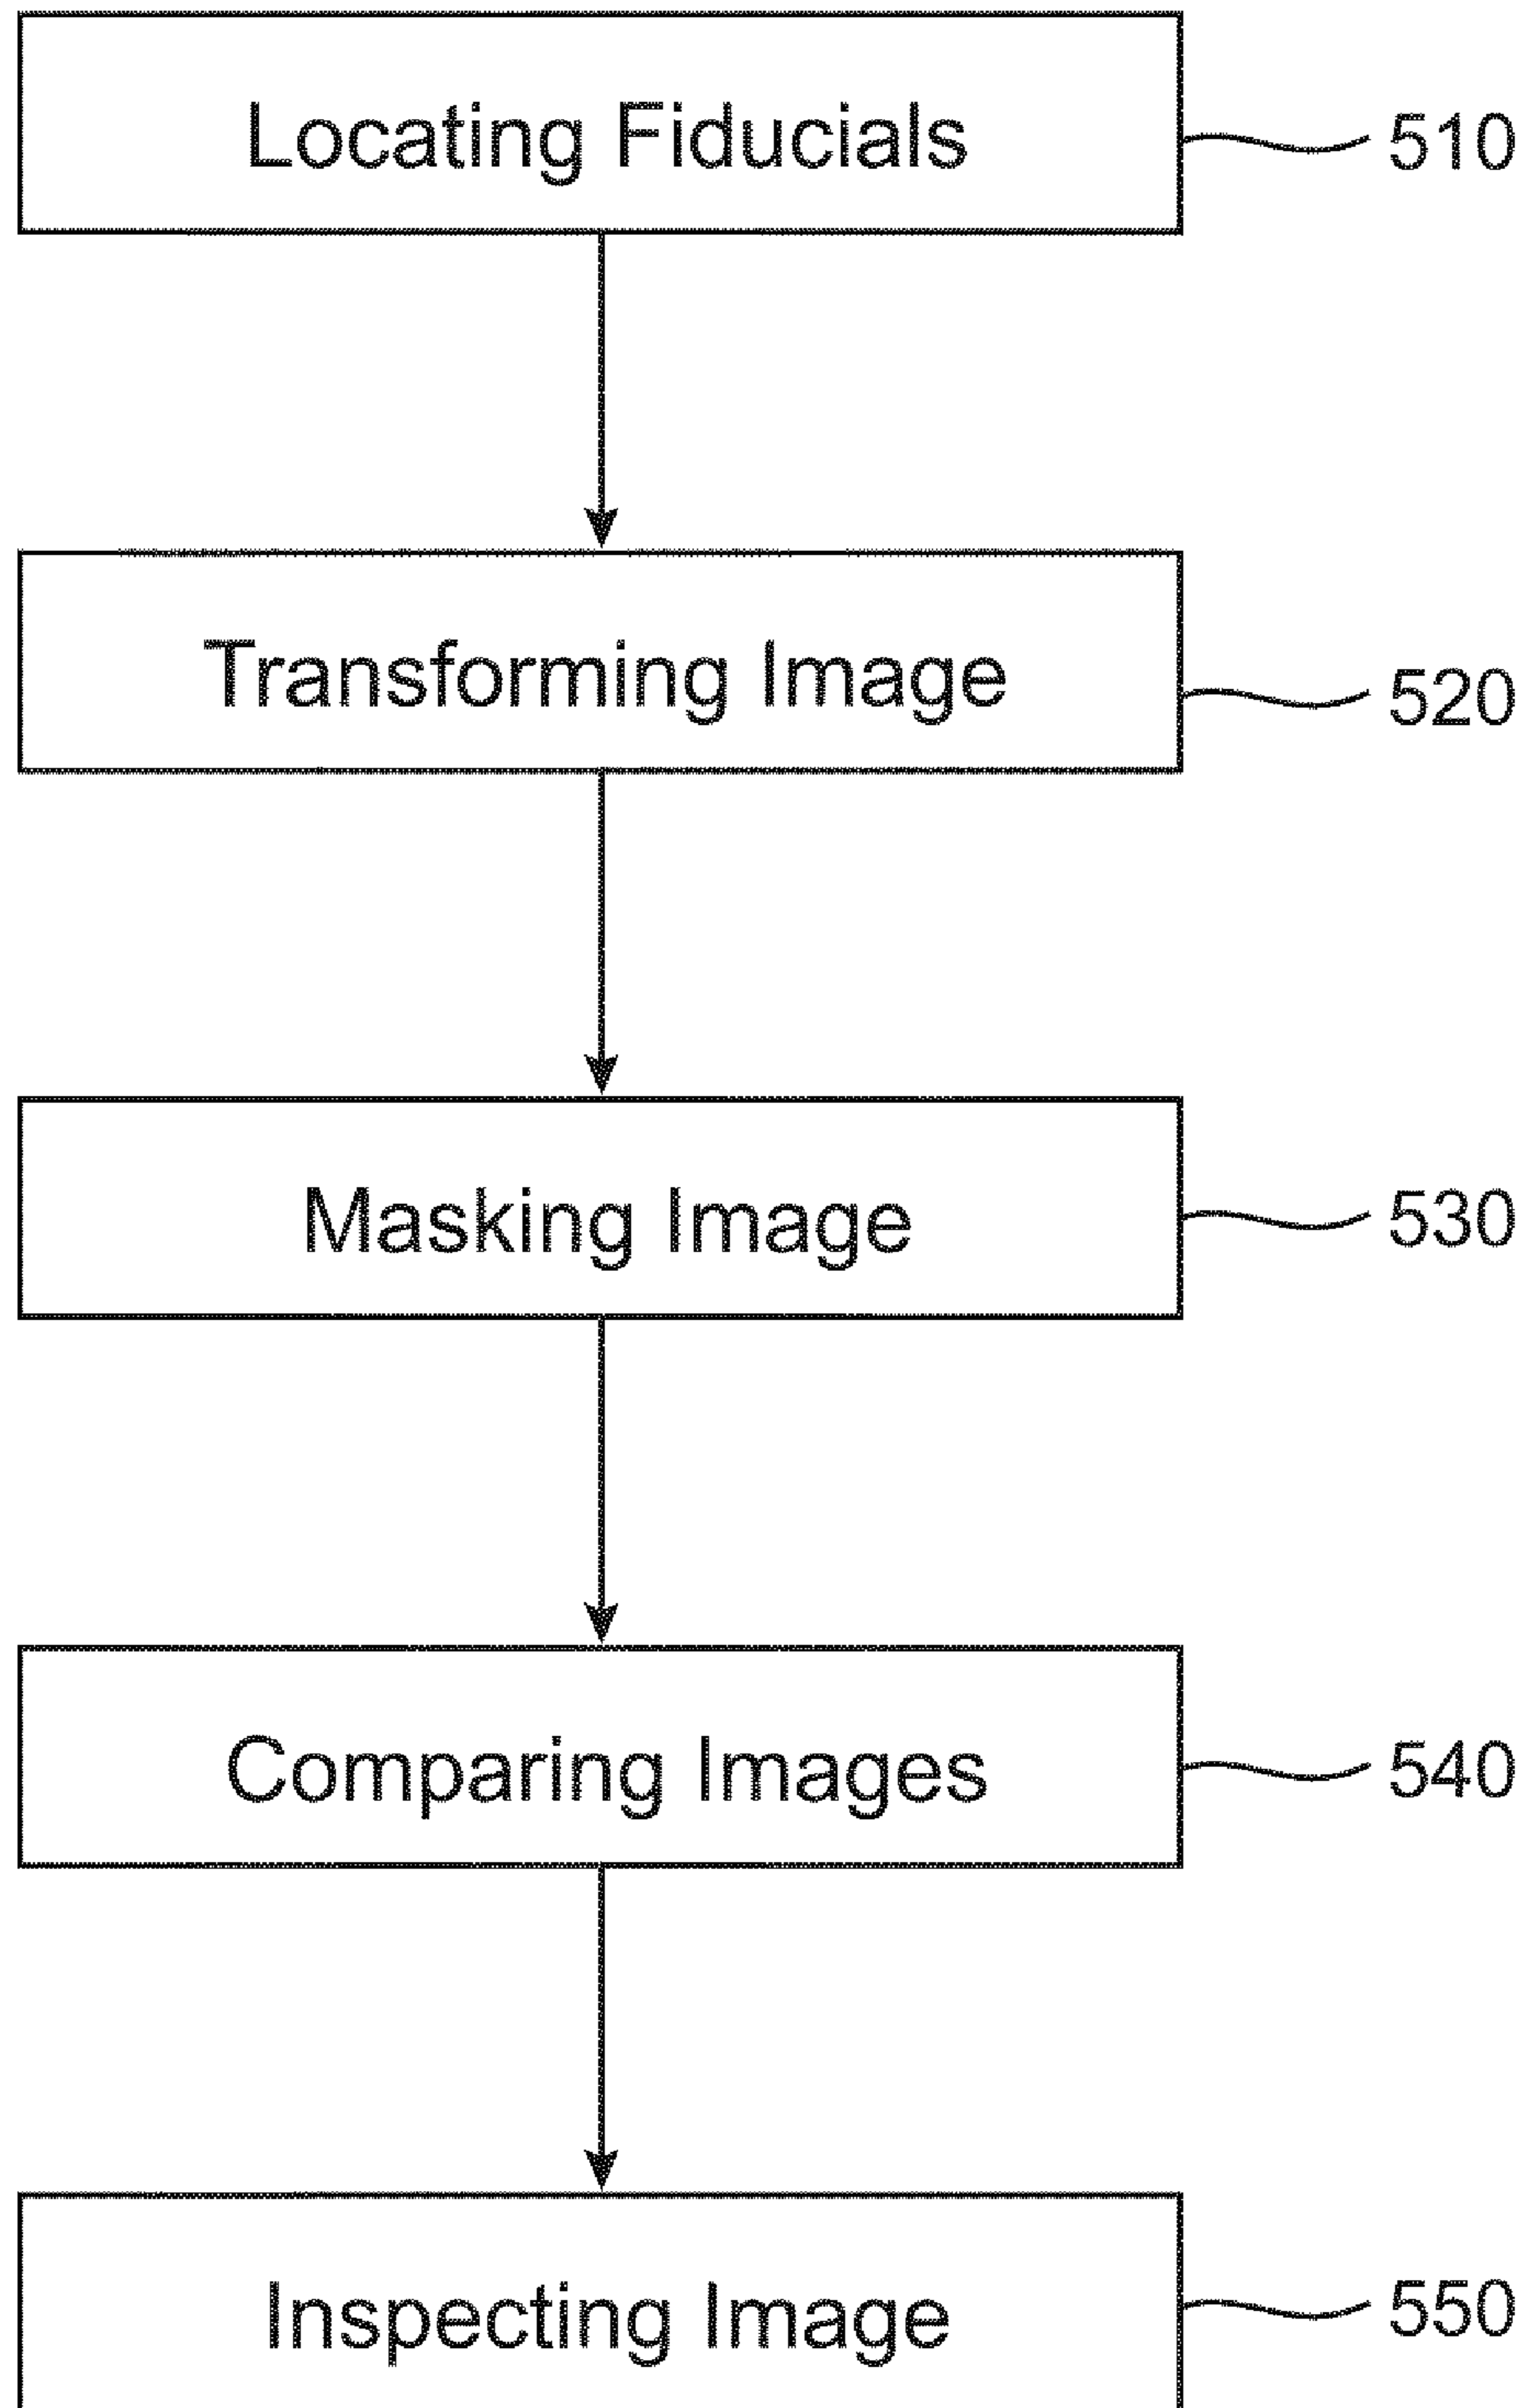 Locating Fiducials 510
Transforming Image 520
Masking Image 530
Comparing Images 540
Inspecting Image 550